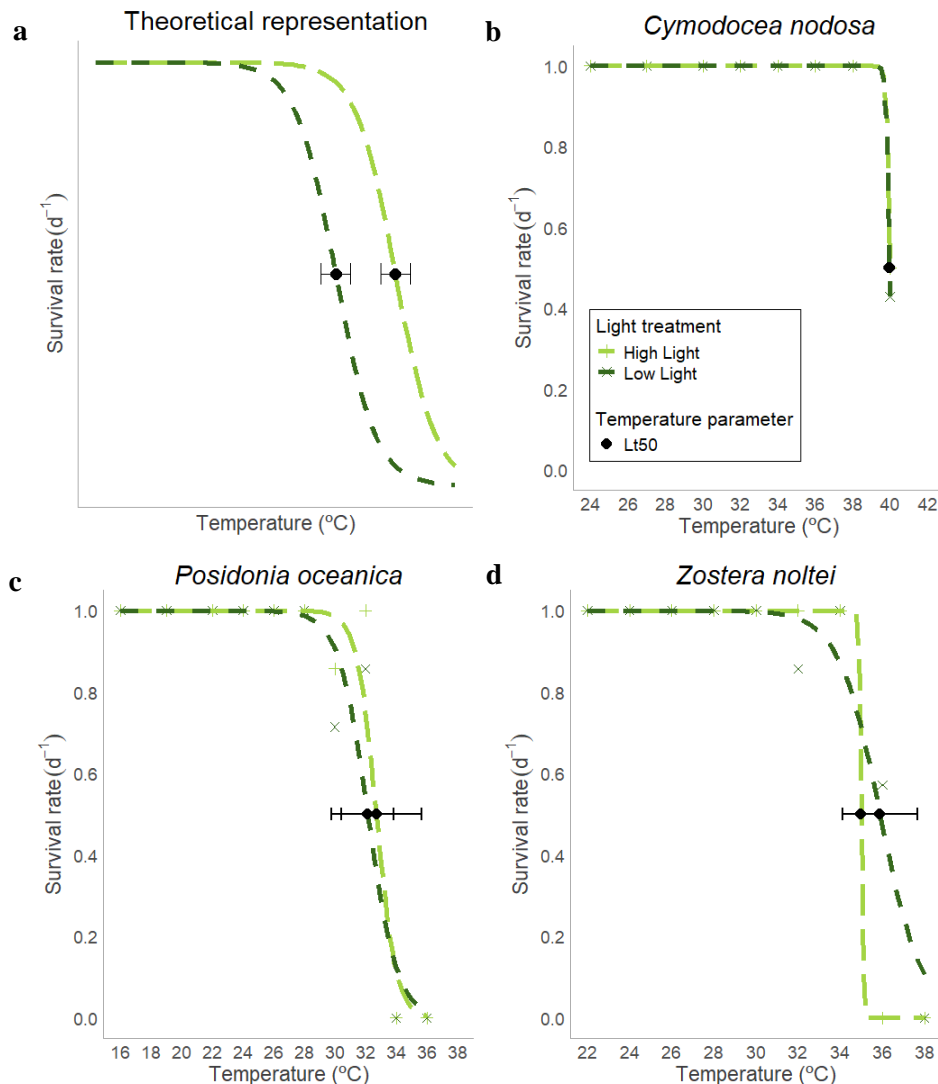 a
Theoretical representation
Survival rate (d⁻¹)
Temperature (ºC)
b
Cymodocea nodosa
Survival rate (d⁻¹)
1.0
0.8
0.6
0.4
0.2
0.0
Light treatment
High Light
Low Light
Temperature parameter
Lt50
24 26 28 30 32 34 36 38 40 42
Temperature (ºC)
c
Posidonia oceanica
Survival rate (d⁻¹)
1.0
0.8
0.6
0.4
0.2
0.0
16 18 20 22 24 26 28 30 32 34 36 38
Temperature (ºC)
d
Zostera noltei
Survival rate (d⁻¹)
1.0
0.8
0.6
0.4
0.2
0.0
22 24 26 28 30 32 34 36 38
Temperature (ºC)